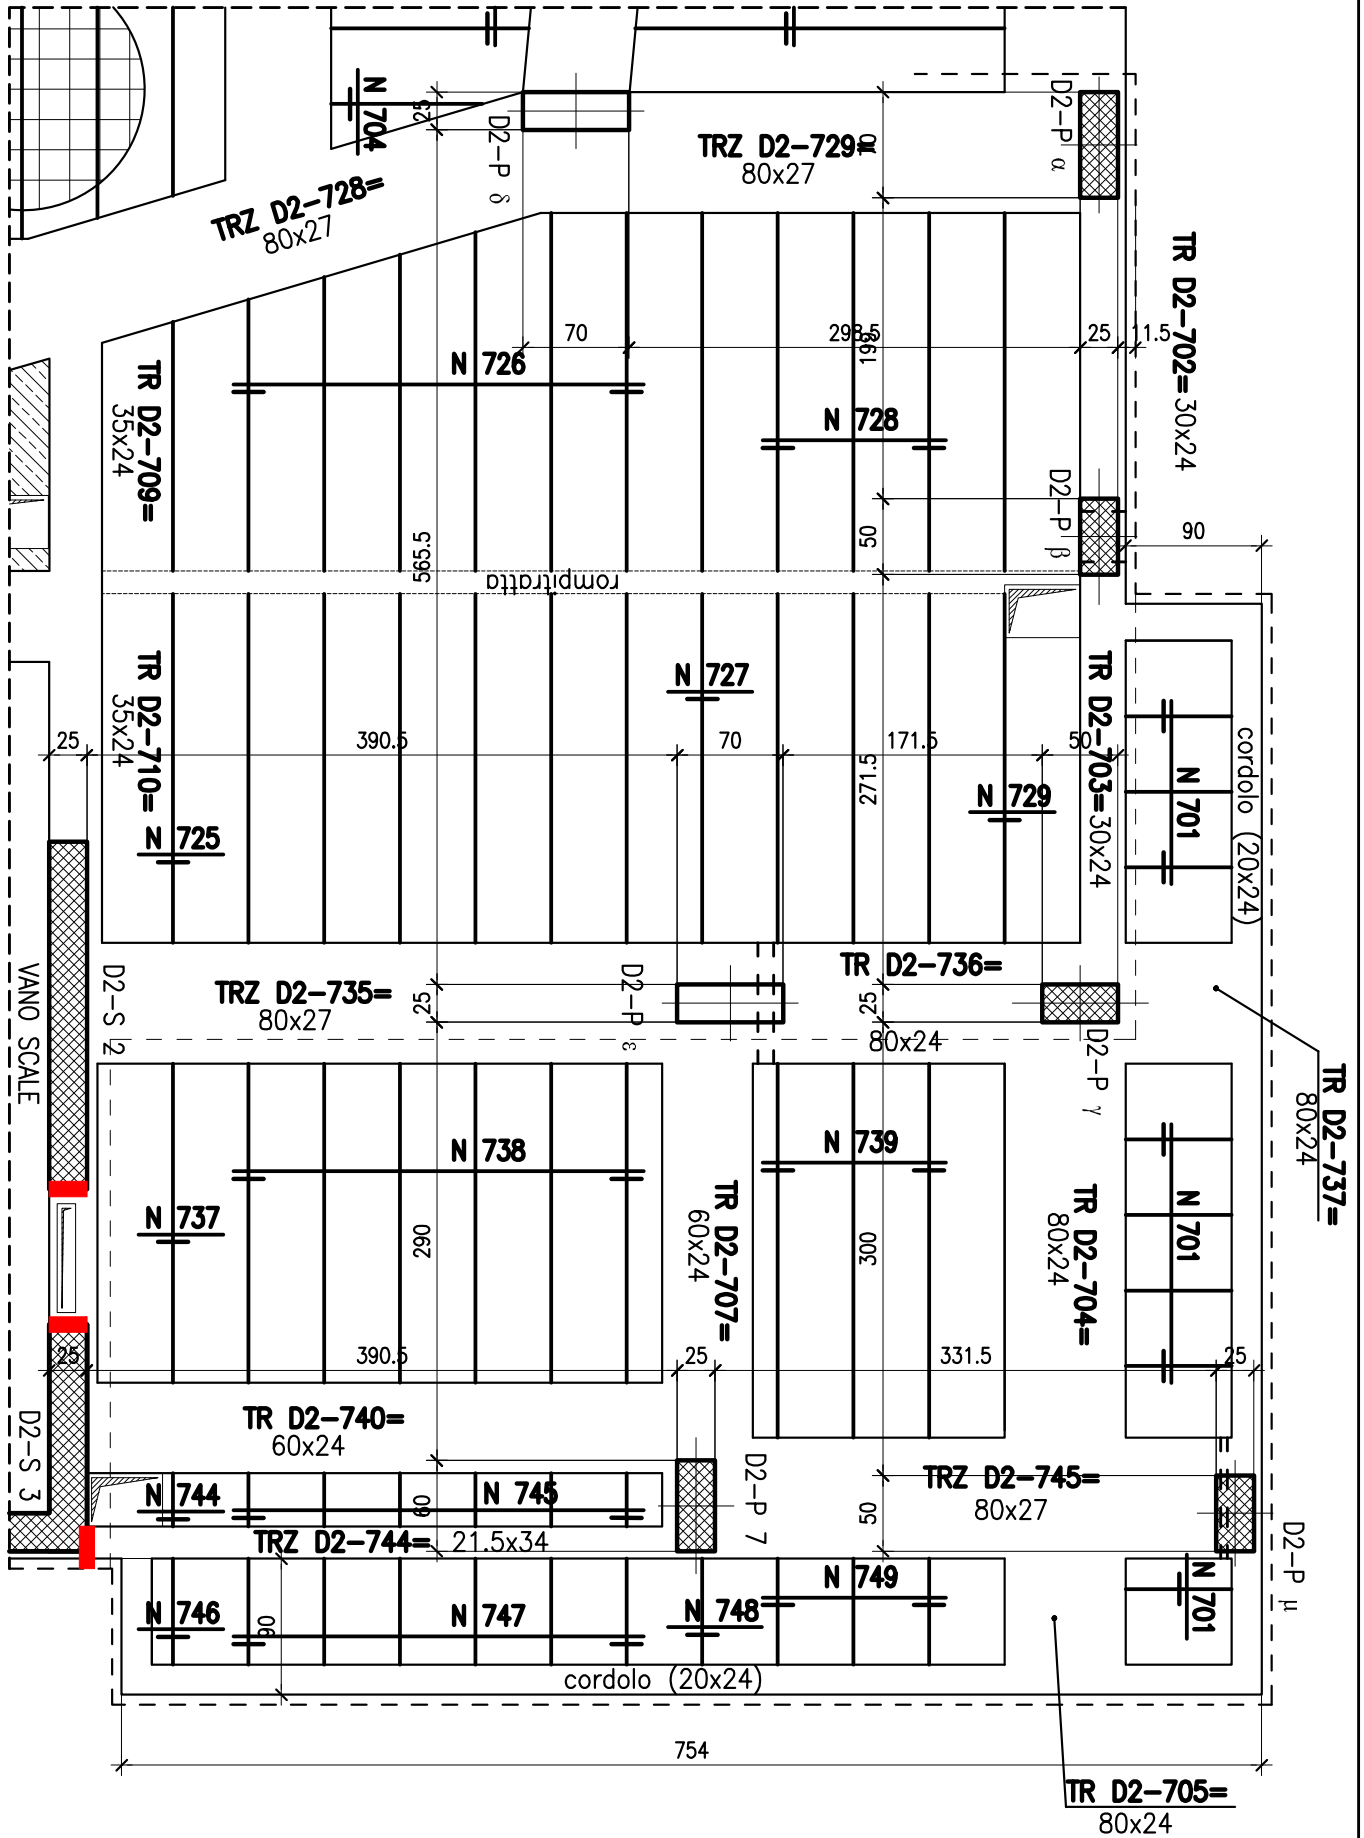 N 704
25
D2-P δ
TRZ D2-729=
80x27
70
D2-P α
TRZ D2-728=
80x27
TR D2-702= 30x24
70
298.5
199
25
11.5
N 726
TR D2-709=
35x24
N 728
D2-P β
50
90
565.5
rompitratta
TR D2-710=
35x24
N 727
TR D2-703= 30x24
cordolo (20x24)
N 701
25
390.5
70
171.5
50
271.5
N 729
N 725
VANO SCALE
D2-S 2
TRZ D2-735=
80x27
25
D2-P ε
TR D2-736=
80x24
25
D2-P γ
TR D2-737=
80x24
N 738
N 739
N 737
290
TR D2-707=
60x24
300
TR D2-704=
80x24
N 701
25
390.5
25
331.5
25
D2-S 3
TR D2-740=
60x24
D2-P 7
TRZ D2-745=
80x27
N 744
N 745
60
50
TRZ D2-744= 21.5x34
D2-P μ
N 746
90
N 747
N 748
N 749
N 701
cordolo (20x24)
754
TR D2-705=
80x24